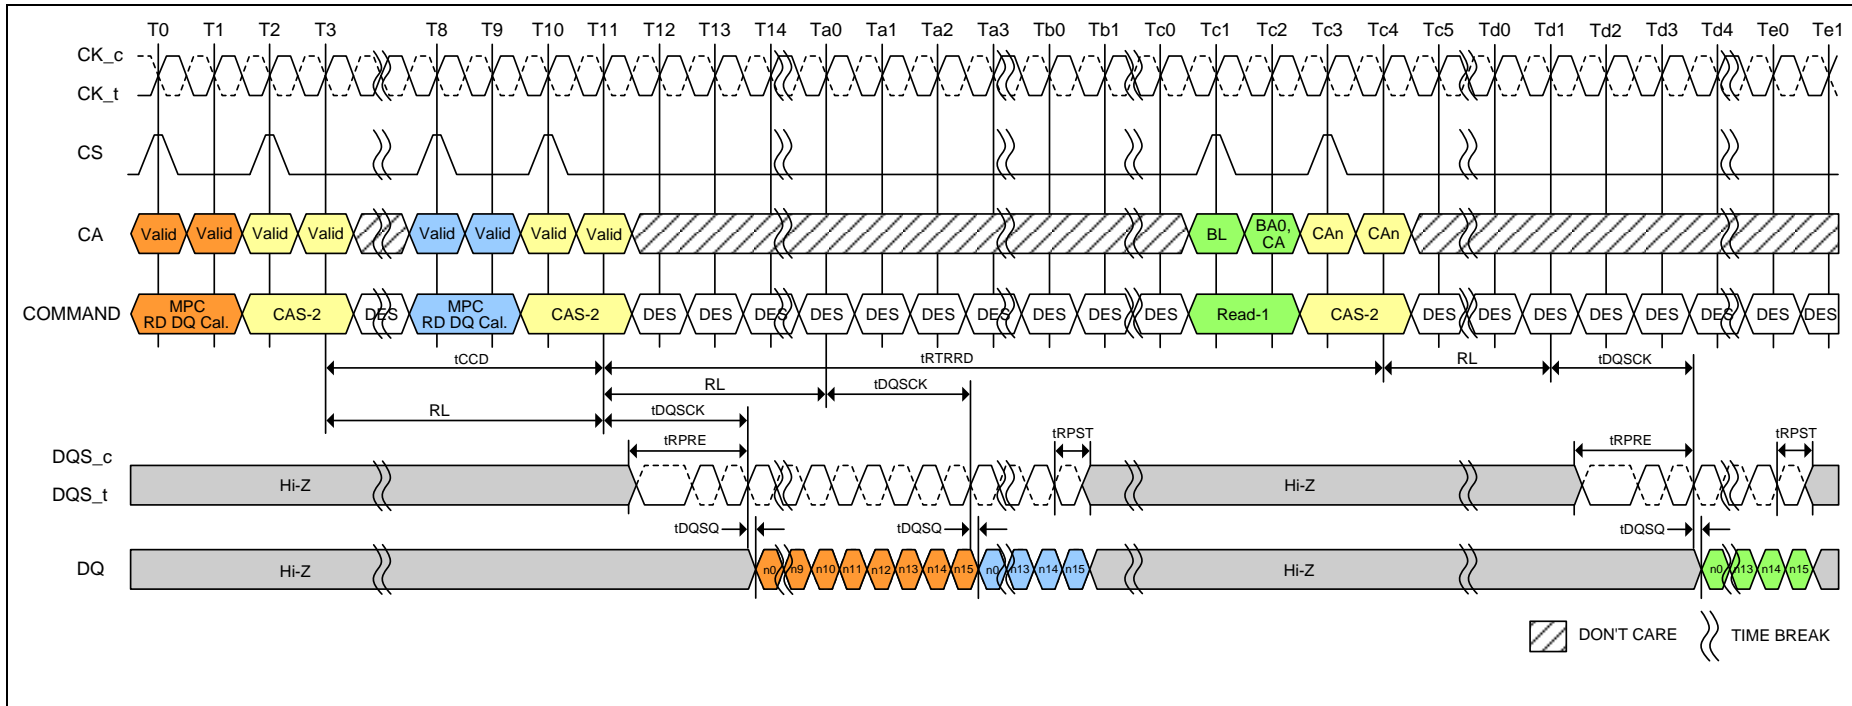 T0 T1 T2 T3 T8 T9 T10 T11 T12 T13 T14 Ta0 Ta1 Ta2 Ta3 Tb0 Tb1 Tc0 Tc1 Tc2 Tc3 Tc4 Tc5 Td0 Td1 Td2 Td3 Td4 Te0 Te1
CK_c
CK_t
CS
CA Valid Valid Valid Valid Valid Valid Valid Valid BL BA0, CA CAn CAn
COMMAND MPC RD DQ Cal. CAS-2 DES MPC RD DQ Cal. CAS-2 DES DES DES DES DES DES DES DES DES DES Read-1 CAS-2 DES DES DES DES DES DES DES DES
tCCD tRTRRD RL tDQSCK
RL tDQSCK
RL tDQSCK
tRPRE tRPST tRPRE tRPST
DQS_c
DQS_t Hi-Z Hi-Z
tDQSQ tDQSQ tDQSQ
DQ Hi-Z n0 n9 n10 n11 n12 n13 n14 n15 n0 n13 n14 n15 Hi-Z n0 n13 n14 n15
DON'T CARE TIME BREAK